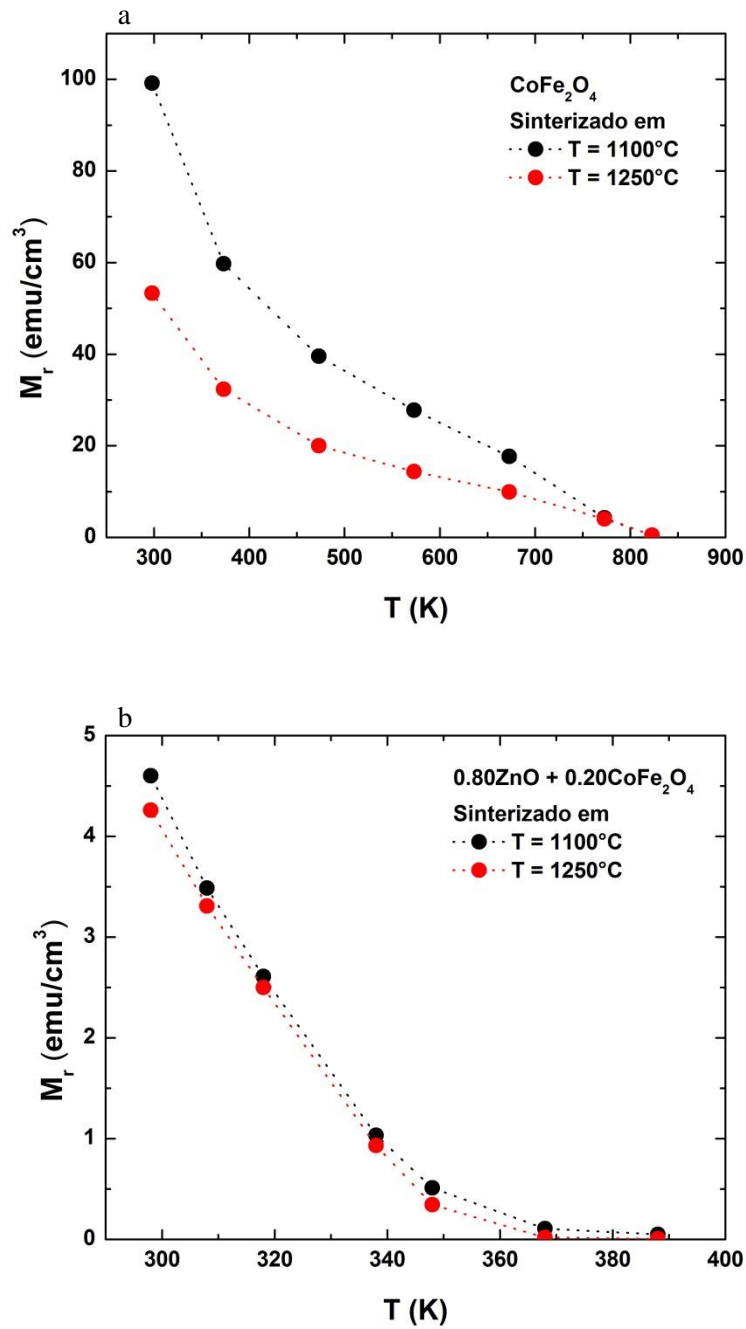 a
100
80
60
40
20
0
M_r (emu/cm³)
CoFe₂O₄
Sinterizado em
T = 1100°C
T = 1250°C
300 400 500 600 700 800 900
T (K)
b
5
4
3
2
1
0
M_r (emu/cm³)
0.80ZnO + 0.20CoFe₂O₄
Sinterizado em
T = 1100°C
T = 1250°C
300 320 340 360 380 400
T (K)